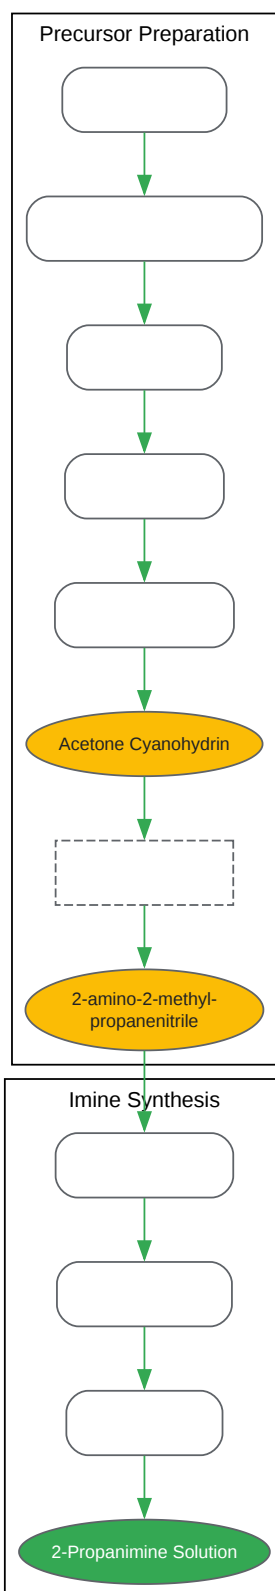 Precursor Preparation
Acetone Cyanohydrin
2-amino-2-methyl-
propanenitrile
Imine Synthesis
2-Propanimine Solution